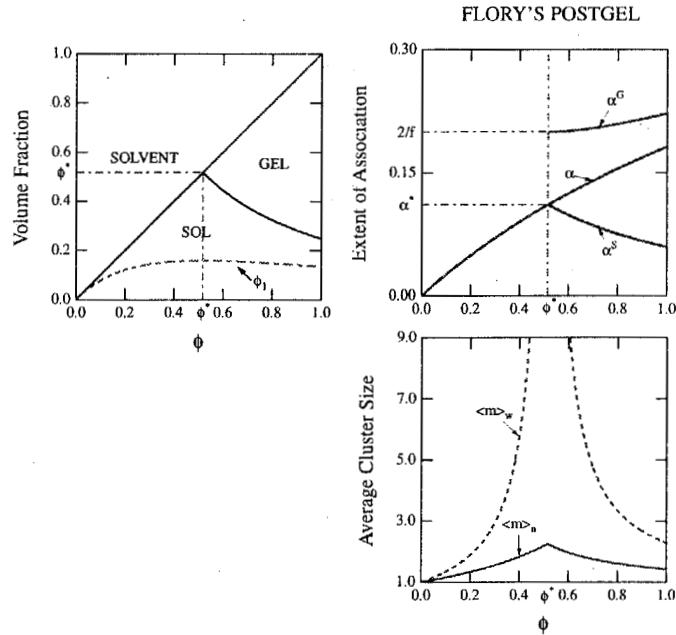 FLORY'S POSTGEL
Volume Fraction
1.0
0.8
0.6
ϕ*
0.4
0.2
0.0
SOLVENT
GEL
SOL
ϕ₁
0.0 0.2 0.4 ϕ* 0.6 0.8 1.0
ϕ
Extent of Association
0.30
2/f
0.15
α*
0.00
α^G
α
α^S
0.0 0.2 0.4 ϕ* 0.6 0.8 1.0
Average Cluster Size
9.0
7.0
5.0
3.0
1.0
<m>_w
<m>_n
0.0 0.2 0.4 ϕ* 0.6 0.8 1.0
ϕ